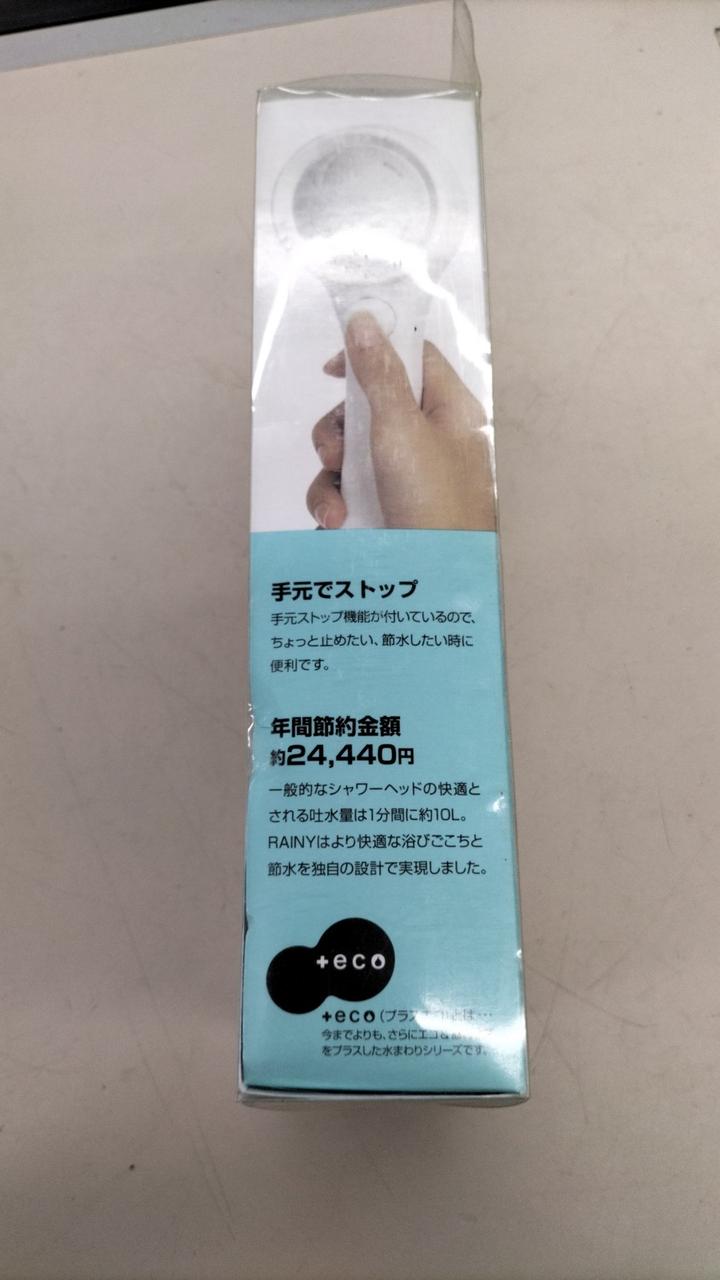 手元でストップ
手元ストップ機能が付いているので、
ちょっと止めたい、節水したい時に
便利です。
年間節約金額
約24,440円
一般的なシャワーヘッドの快適と
される吐水量は1分間に約10L。
RAINYはより快適な浴びごこちと
節水を独自の設計で実現しました。
+eco
+eco(プラスエコ)とは…
今までよりも、さらにエコ&
をプラスした水まわりシリーズです。